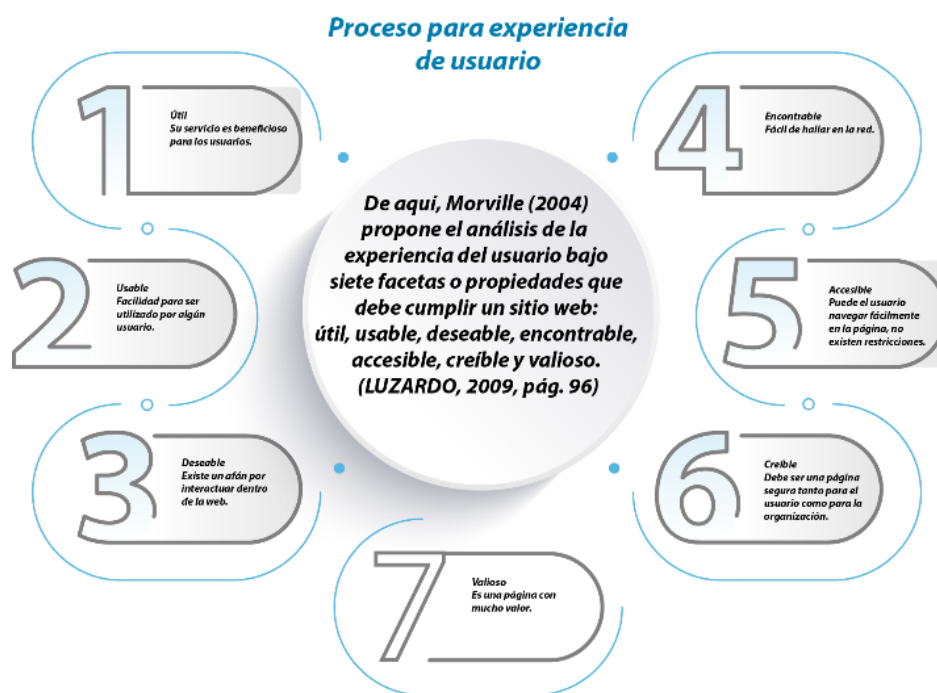 Proceso para experiencia
de usuario
1
Útil
Su servicio es beneficioso
para los usuarios.
2
Usable
Facilidad para ser
utilizado por algún
usuario.
3
Deseable
Existe un afán por
interactuar dentro
de la web.
De aquí, Morville (2004)
propone el análisis de la
experiencia del usuario bajo
siete facetas o propiedades que
debe cumplir un sitio web:
útil, usable, deseable, encontrable,
accesible, creíble y valioso.
(LUZARDO, 2009, pág. 96)
4
Encontrable
Fácil de hallar en la red.
5
Accesible
Puede el usuario
navegar fácilmente
en la página, no
existen restricciones.
6
Creíble
Debe ser una página
segura tanto para el
usuario como para la
organización.
7
Valioso
Es una página con
mucho valor.